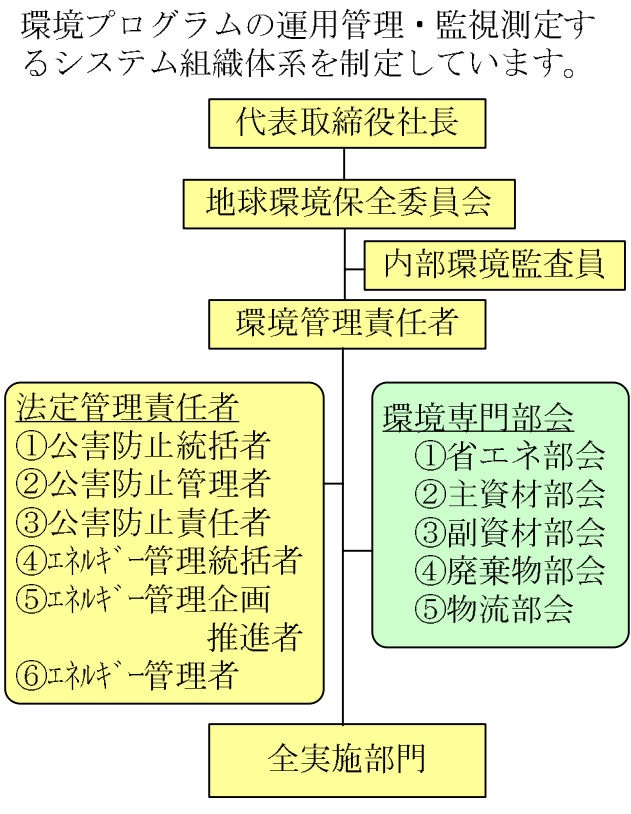 環境プログラムの運用管理・監視測定す
るシステム組織体系を制定しています。
代表取締役社長
地球環境保全委員会
内部環境監査員
環境管理責任者
法定管理責任者
①公害防止統括者
②公害防止管理者
③公害防止責任者
④ｴﾈﾙｷﾞｰ管理統括者
⑤ｴﾈﾙｷﾞｰ管理企画
推進者
⑥ｴﾈﾙｷﾞｰ管理者
環境専門部会
①省エネ部会
②主資材部会
③副資材部会
④廃棄物部会
⑤物流部会
全実施部門